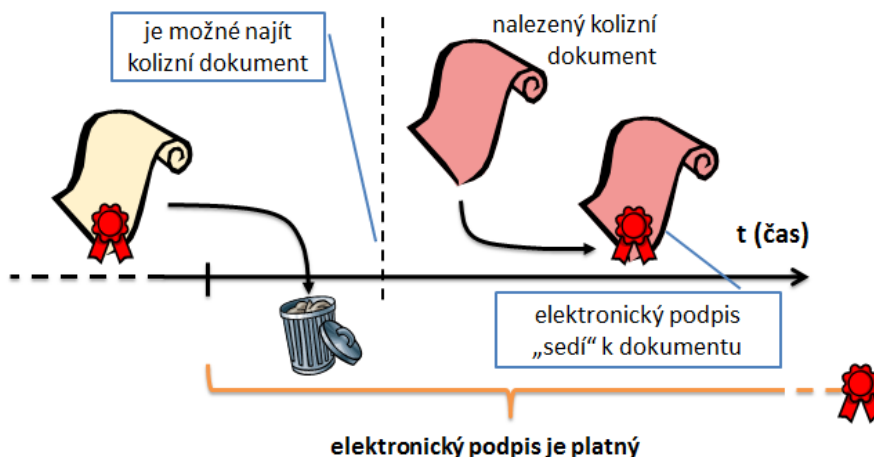 je možné najít
kolizní dokument
nalezený kolizní
dokument
t (čas)
elektronický podpis
„sedí“ k dokumentu
elektronický podpis je platný